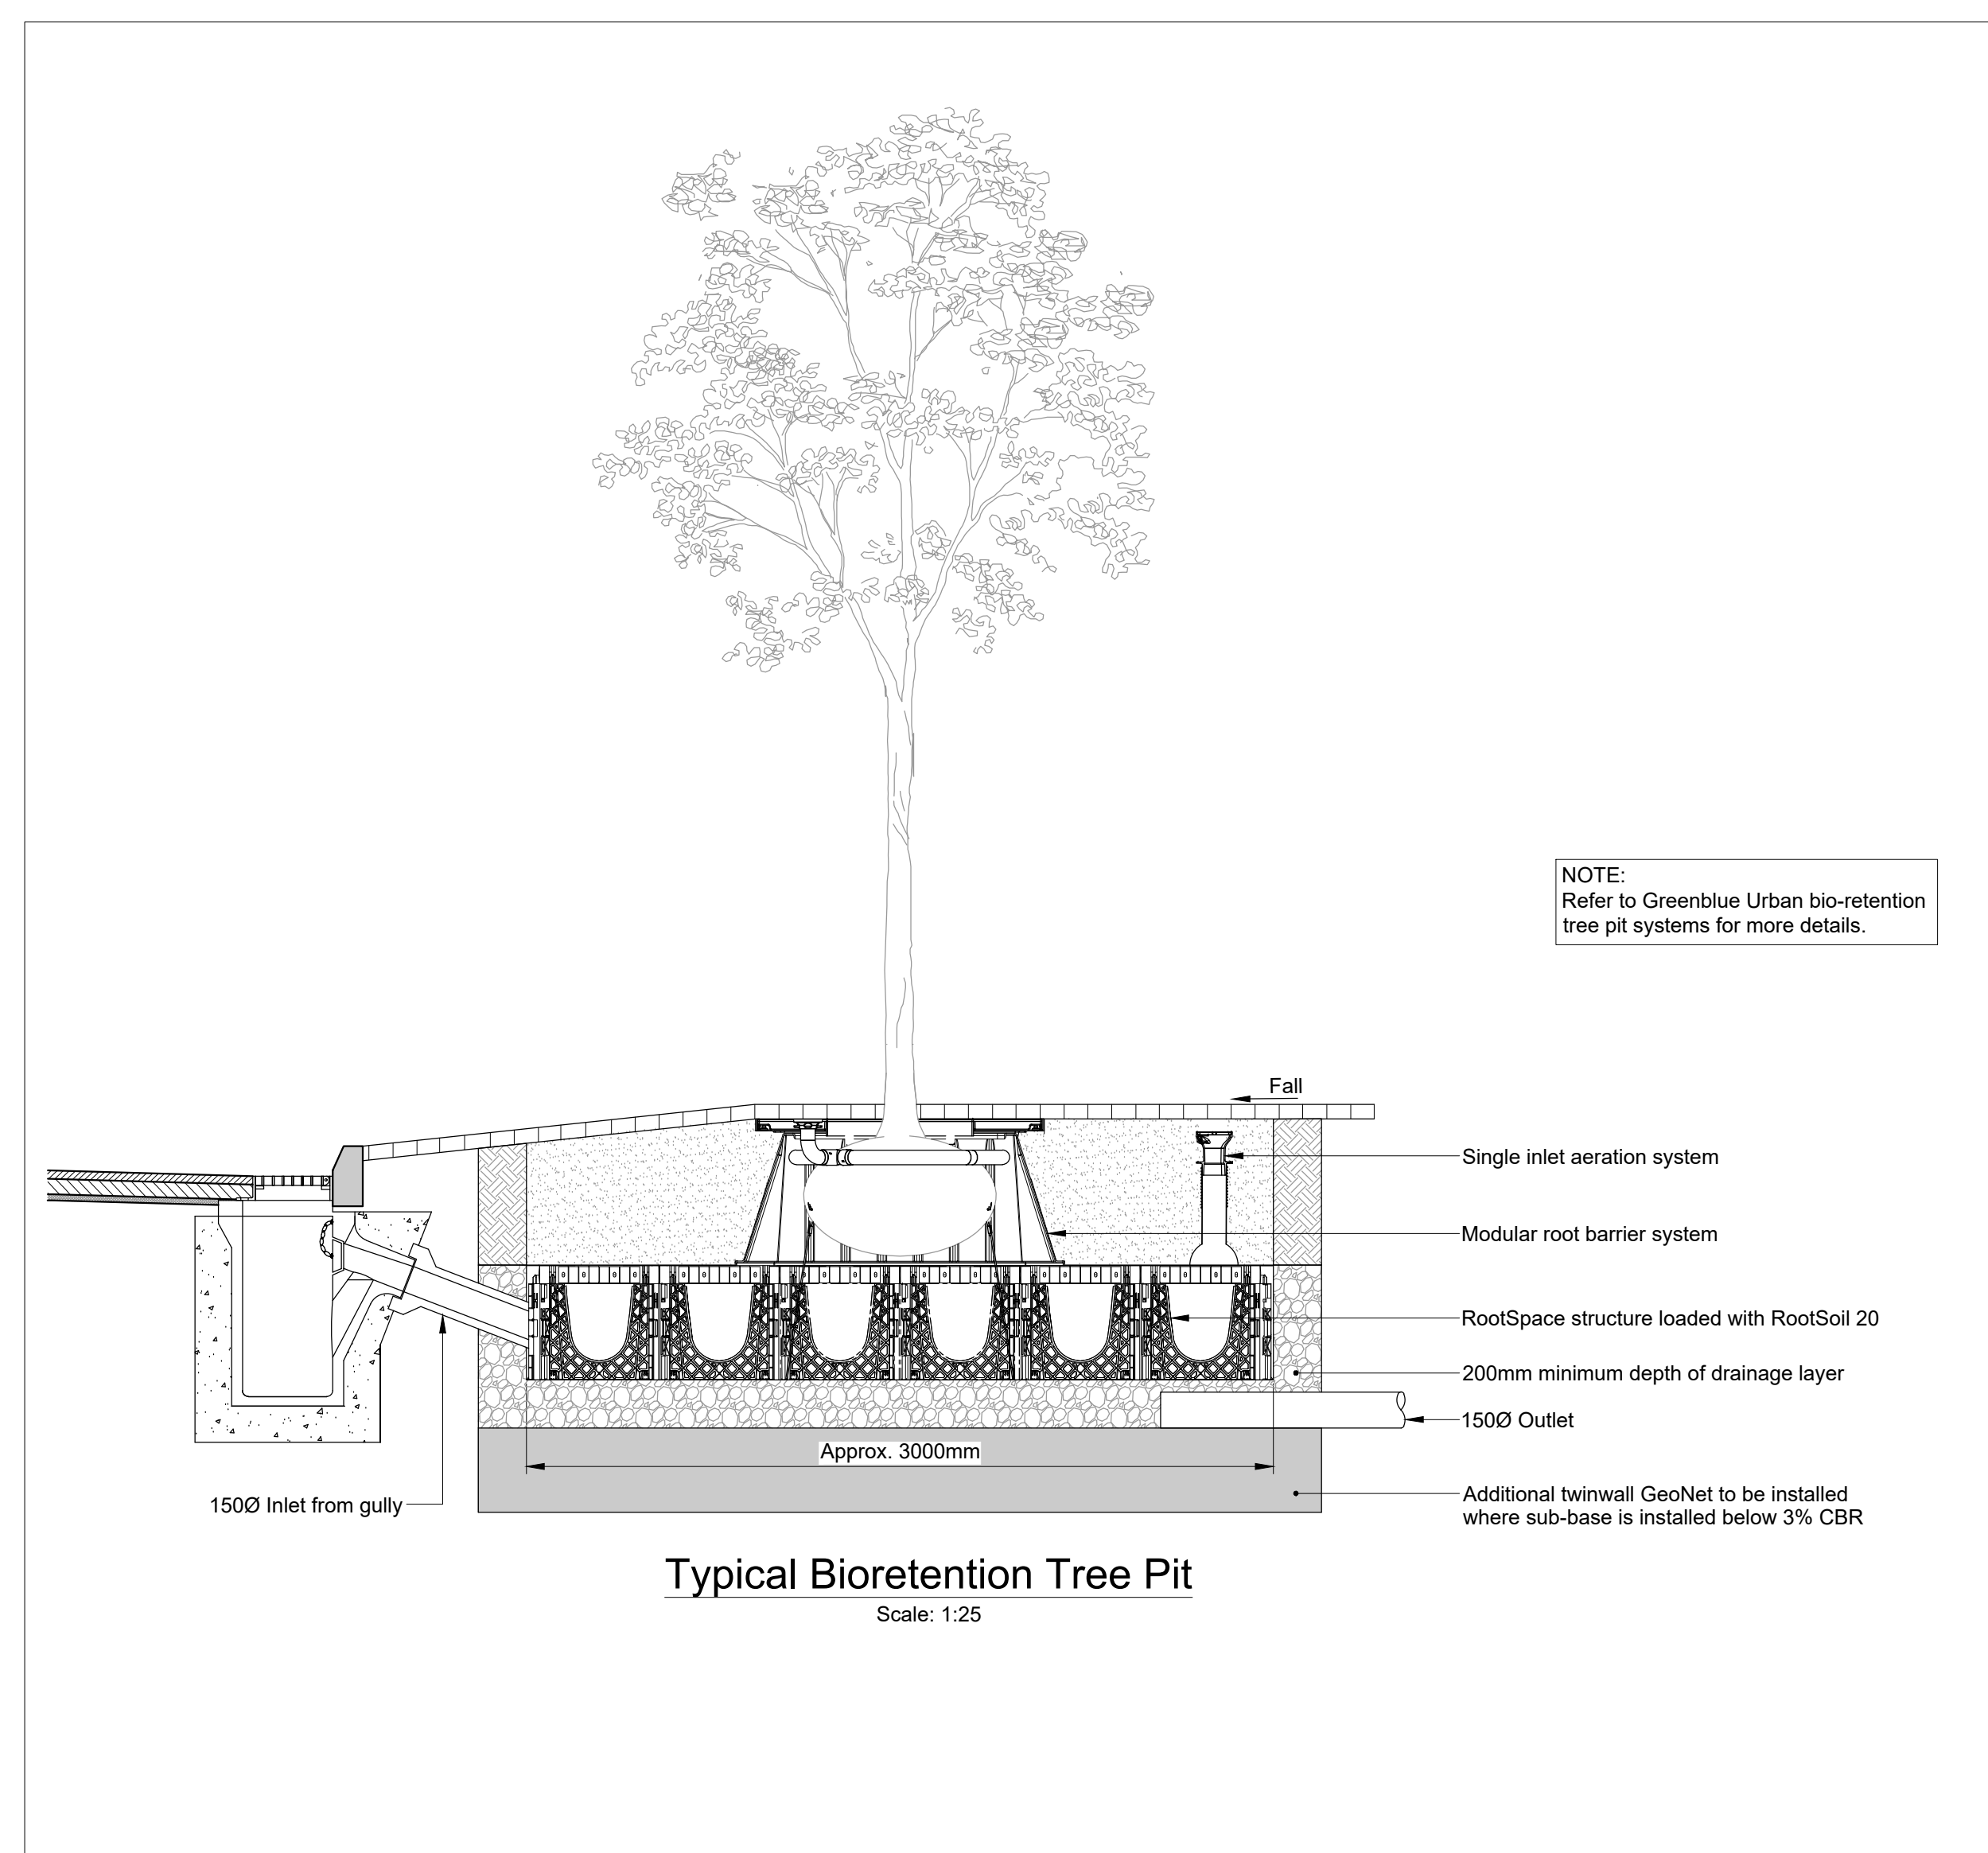 NOTE:
Refer to Greenblue Urban bio-retention
tree pit systems for more details.
Fall
Single inlet aeration system
Modular root barrier system
RootSpace structure loaded with RootSoil 20
200mm minimum depth of drainage layer
150Ø Outlet
Approx. 3000mm
150Ø Inlet from gully
Additional twinwall GeoNet to be installed
where sub-base is installed below 3% CBR
Typical Bioretention Tree Pit
Scale: 1:25